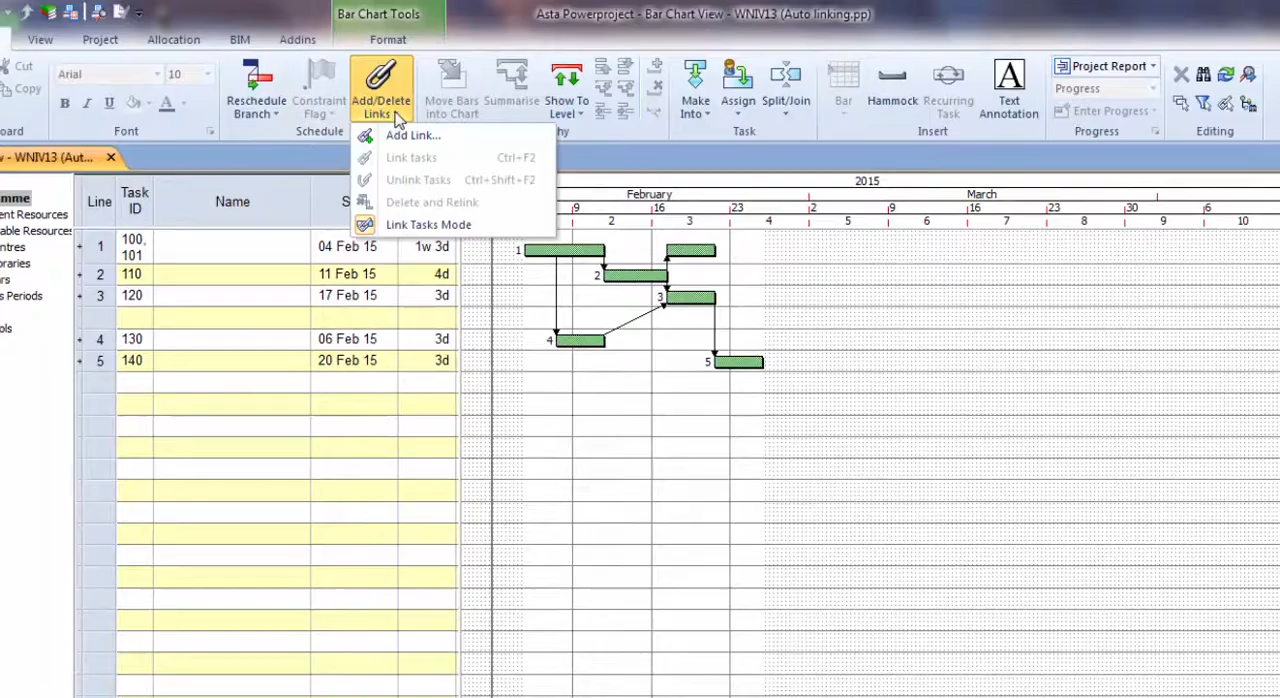 Bar Chart Tools
Asta Powerproject - Bar Chart View - WNIV13 (Auto linking.pp)
View Project Allocation BIM Addins Format
Cut
Copy
Arial 10
B I U A
Font
Reschedule Branch
Constraint Flag
Add/Delete Links
Schedule
Move Bars Into Chart
Summarise
Show To Level
hy
Make Into
Assign
Split/Join
Task
Bar
Hammock
Recurring Task
A
Text Annotation
Insert
Project Report
Progress
Enter Progress
Progress
Editing
oard
Add Link...
Link tasks Ctrl+F2
Unlink Tasks Ctrl+Shift+F2
Delete and Relink
Link Tasks Mode
- WNIV13 (Aut... ×
mme
ent Resources
able Resources
ntres
raries
rs
s Periods
ols
Line Task ID Name S
2015
February March
9 16 23 2 9 16 23 30 6
2 3 4 5 6 7 8 9 10
1 100, 101 04 Feb 15 1w 3d 1
2 110 11 Feb 15 4d 2
3 120 17 Feb 15 3d 3
4 130 06 Feb 15 3d 4
5 140 20 Feb 15 3d 5